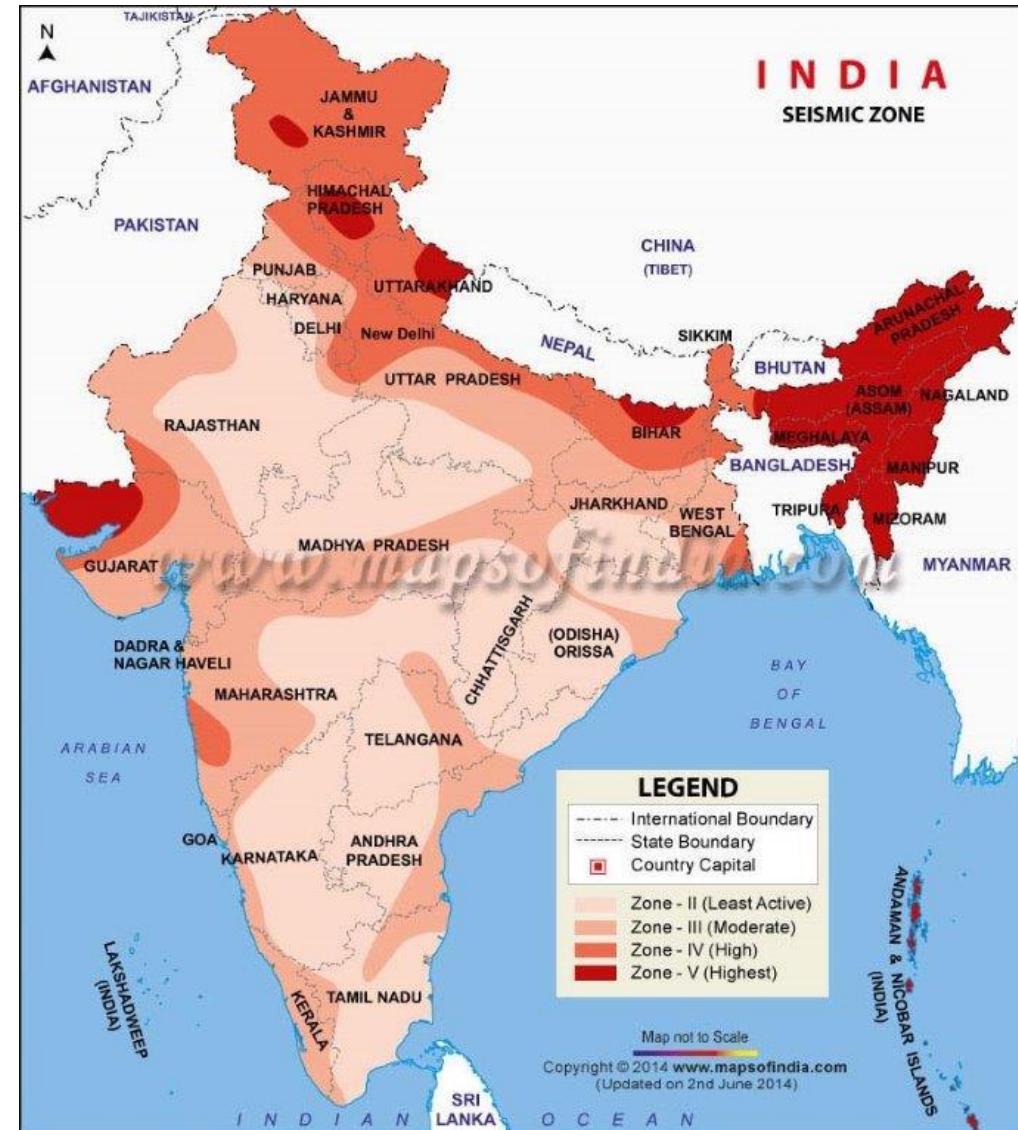 TAJIKISTAN
N
AFGHANISTAN
I N D I A
SEISMIC ZONE
JAMMU
&
KASHMIR
HIMACHAL
PRADESH
PAKISTAN
CHINA
(TIBET)
PUNJAB
UTTARAKHAND
HARYANA
DELHI
New Delhi
SIKKIM
ARUNACHAL
PRADESH
NEPAL
BHUTAN
UTTAR PRADESH
ASOM
(ASSAM)
NAGALAND
RAJASTHAN
BIHAR
MEGHALAYA
BANGLADESH
MANIPUR
JHARKHAND
WEST
BENGAL
TRIPURA
MIZORAM
MADHYA PRADESH
www.mapsofindia.com
GUJARAT
MYANMAR
DADRA &
NAGAR HAVELI
CHHATTISGARH
(ODISHA)
ORISSA
MAHARASHTRA
BAY
OF
BENGAL
TELANGANA
ARABIAN
SEA
GOA
KARNATAKA
ANDHRA
PRADESH
LEGEND
International Boundary
State Boundary
Country Capital
Zone - II (Least Active)
Zone - III (Moderate)
Zone - IV (High)
Zone - V (Highest)
ANDAMAN & NICOBAR ISLANDS
(INDIA)
LAKSHADWEEP
(INDIA)
KERALA
TAMIL NADU
Map not to Scale
Copyright © 2014 www.mapsofindia.com
(Updated on 2nd June 2014)
SRI
LANKA
I N D I A N O C E A N